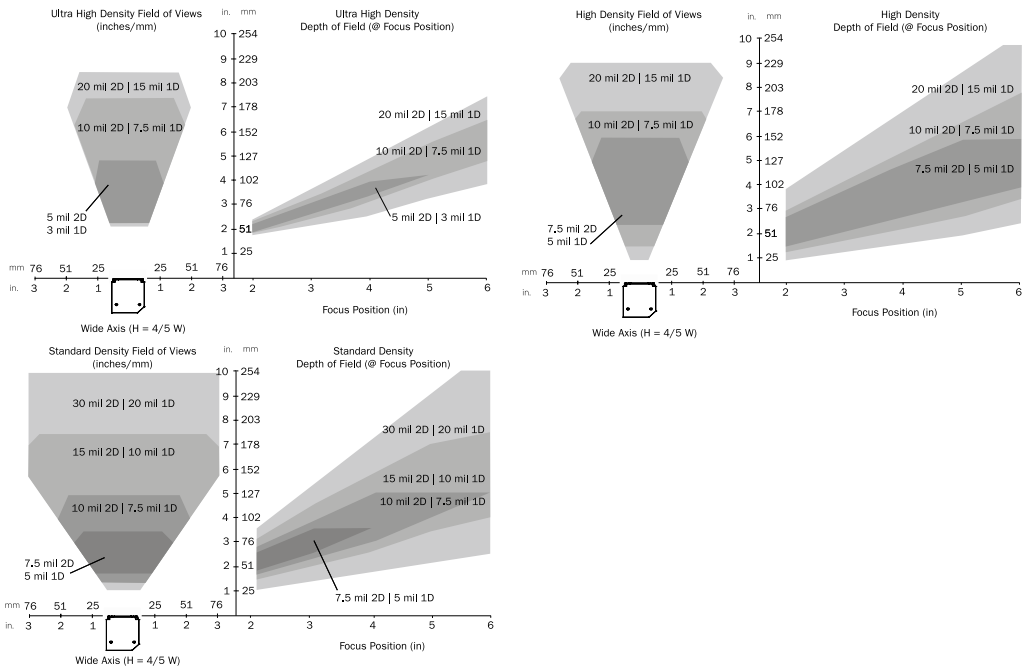 Ultra High Density Field of Views
(inches/mm)
in. mm
Ultra High Density
Depth of Field (@ Focus Position)
10 254
9 229
8 203
7 178
6 152
5 127
4 102
3 76
2 51
1 25
20 mil 2D | 15 mil 1D
10 mil 2D | 7.5 mil 1D
5 mil 2D
3 mil 1D
20 mil 2D | 15 mil 1D
10 mil 2D | 7.5 mil 1D
5 mil 2D | 3 mil 1D
mm 76 51 25 25 51 76
in. 3 2 1 1 2 3
2 3 4 5 6
Focus Position (in)
Wide Axis (H = 4/5 W)
High Density Field of Views
(inches/mm)
in. mm
High Density
Depth of Field (@ Focus Position)
10 254
9 229
8 203
7 178
6 152
5 127
4 102
3 76
2 51
1 25
20 mil 2D | 15 mil 1D
10 mil 2D | 7.5 mil 1D
7.5 mil 2D
5 mil 1D
20 mil 2D | 15 mil 1D
10 mil 2D | 7.5 mil 1D
7.5 mil 2D | 5 mil 1D
mm 76 51 25 25 51 76
in. 3 2 1 1 2 3
2 3 4 5 6
Focus Position (in)
Wide Axis (H = 4/5 W)
Standard Density Field of Views
(inches/mm)
in. mm
Standard Density
Depth of Field (@ Focus Position)
10 254
9 229
8 203
7 178
6 152
5 127
4 102
3 76
2 51
1 25
30 mil 2D | 20 mil 1D
15 mil 2D | 10 mil 1D
10 mil 2D | 7.5 mil 1D
7.5 mil 2D
5 mil 1D
30 mil 2D | 20 mil 1D
15 mil 2D | 10 mil 1D
10 mil 2D | 7.5 mil 1D
7.5 mil 2D | 5 mil 1D
mm 76 51 25 25 51 76
in. 3 2 1 1 2 3
2 3 4 5 6
Focus Position (in)
Wide Axis (H = 4/5 W)